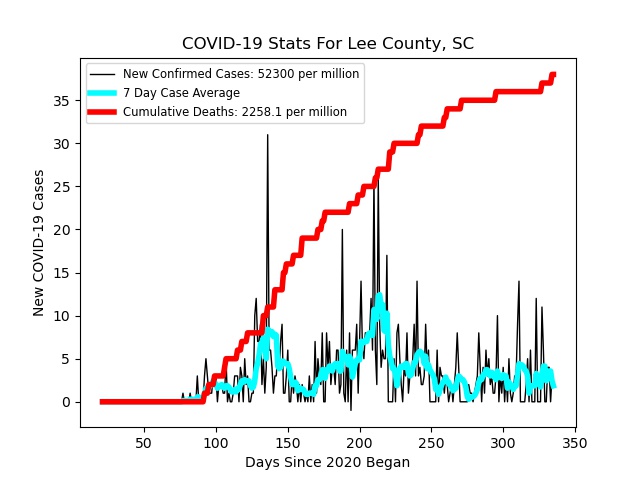 COVID-19 Stats For Lee County, SC
New Confirmed Cases: 52300 per million
7 Day Case Average
Cumulative Deaths: 2258.1 per million
New COVID-19 Cases
35
30
25
20
15
10
5
0
50 100 150 200 250 300 350
Days Since 2020 Began